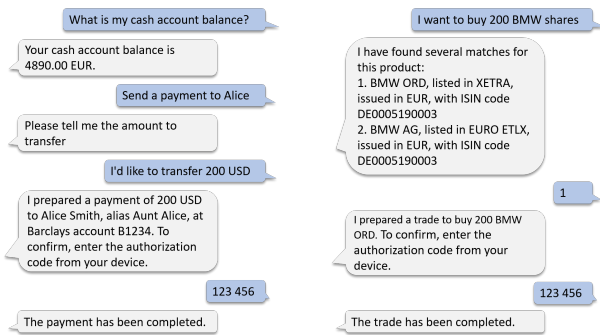 What is my cash account balance?
Your cash account balance is
4890.00 EUR.
Send a payment to Alice
Please tell me the amount to
transfer
I'd like to transfer 200 USD
I prepared a payment of 200 USD
to Alice Smith, alias Aunt Alice, at
Barclays account B1234. To
confirm, enter the authorization
code from your device.
123 456
The payment has been completed.
I want to buy 200 BMW shares
I have found several matches for
this product:
1. BMW ORD, listed in XETRA,
issued in EUR, with ISIN code
DE0005190003
2. BMW AG, listed in EURO ETLX,
issued in EUR, with ISIN code
DE0005190003
1
I prepared a trade to buy 200 BMW
ORD. To confirm, enter the
authorization code from your
device.
123 456
The trade has been completed.